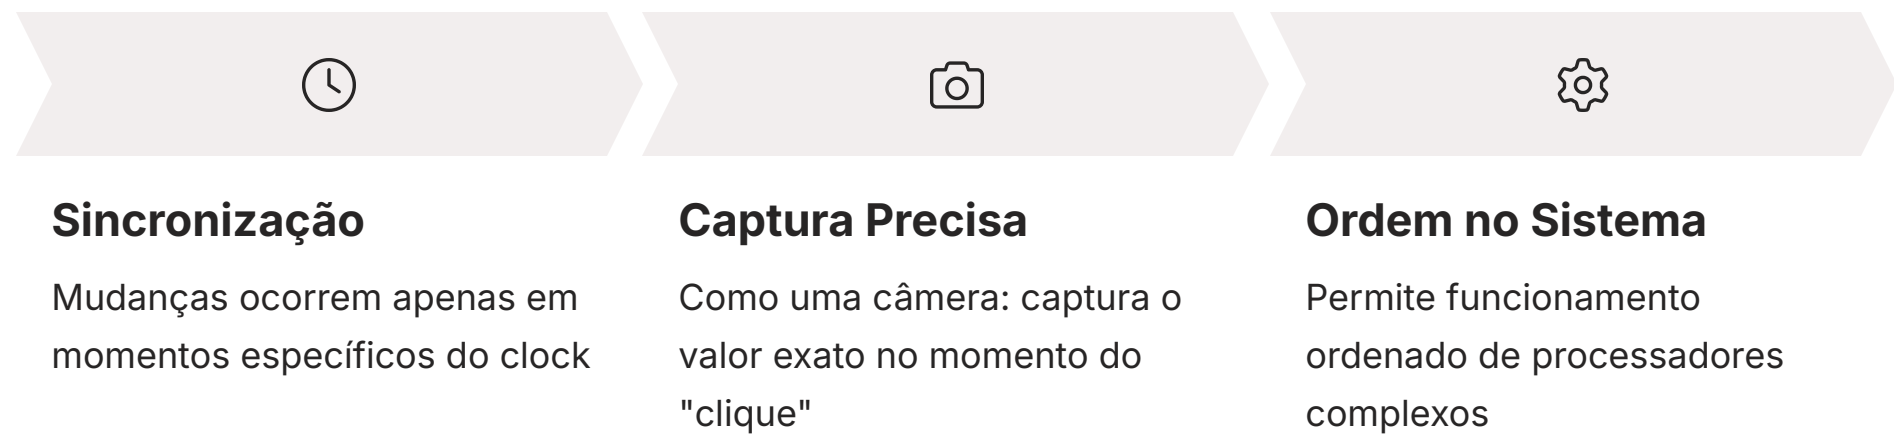 Sincronização
Mudanças ocorrem apenas em
momentos específicos do clock
Captura Precisa
Como uma câmera: captura o
valor exato no momento do
"clique"
Ordem no Sistema
Permite funcionamento
ordenado de processadores
complexos